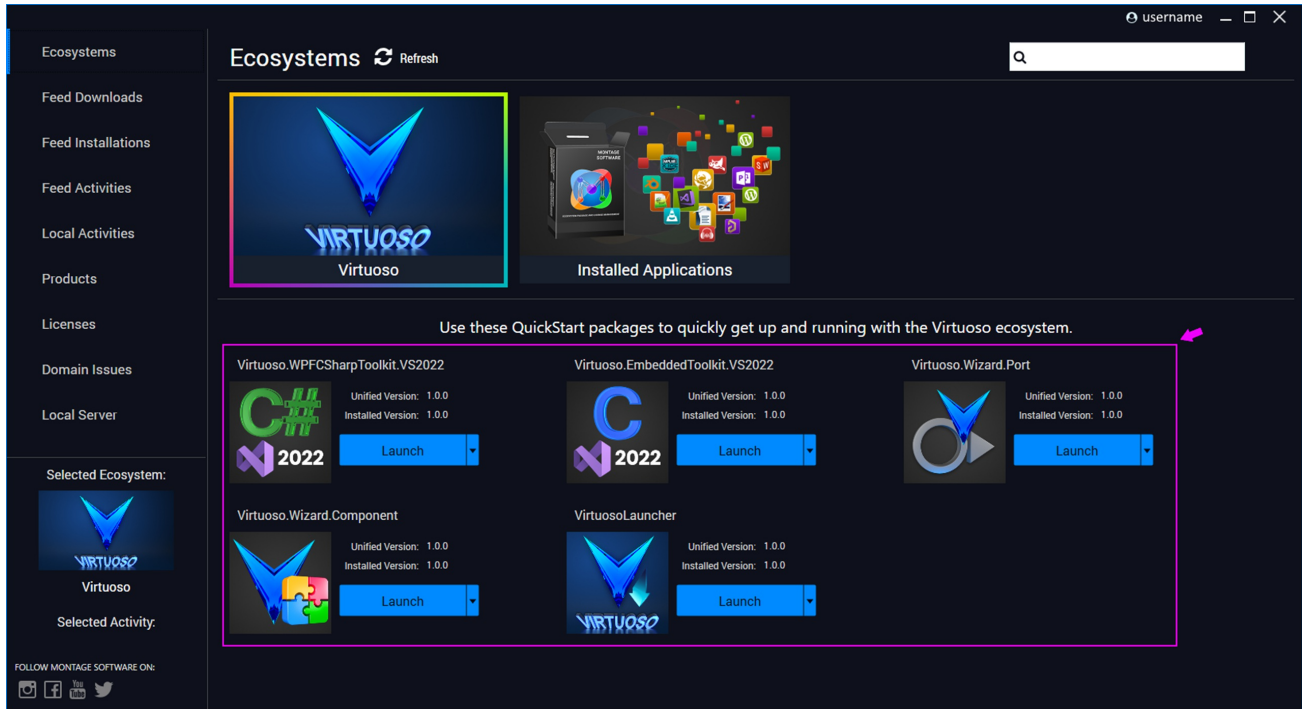 username
Ecosystems
Feed Downloads
Feed Installations
Feed Activities
Local Activities
Products
Licenses
Domain Issues
Local Server
Selected Ecosystem:
VIRTUOSO
Virtuoso
Selected Activity:
FOLLOW MONTAGE SOFTWARE ON:
You
Tube
Ecosystems Refresh
VIRTUOSO
Virtuoso
MONTAGE
SOFTWARE
Installed Applications
Use these QuickStart packages to quickly get up and running with the Virtuoso ecosystem.
Virtuoso.WPFCSharpToolkit.VS2022
C#
2022
Unified Version: 1.0.0
Installed Version: 1.0.0
Launch
Virtuoso.EmbeddedToolkit.VS2022
C
2022
Unified Version: 1.0.0
Installed Version: 1.0.0
Launch
Virtuoso.Wizard.Port
Unified Version: 1.0.0
Installed Version: 1.0.0
Launch
Virtuoso.Wizard.Component
Unified Version: 1.0.0
Installed Version: 1.0.0
Launch
VirtuosoLauncher
VIRTUOSO
Unified Version: 1.0.0
Installed Version: 1.0.0
Launch